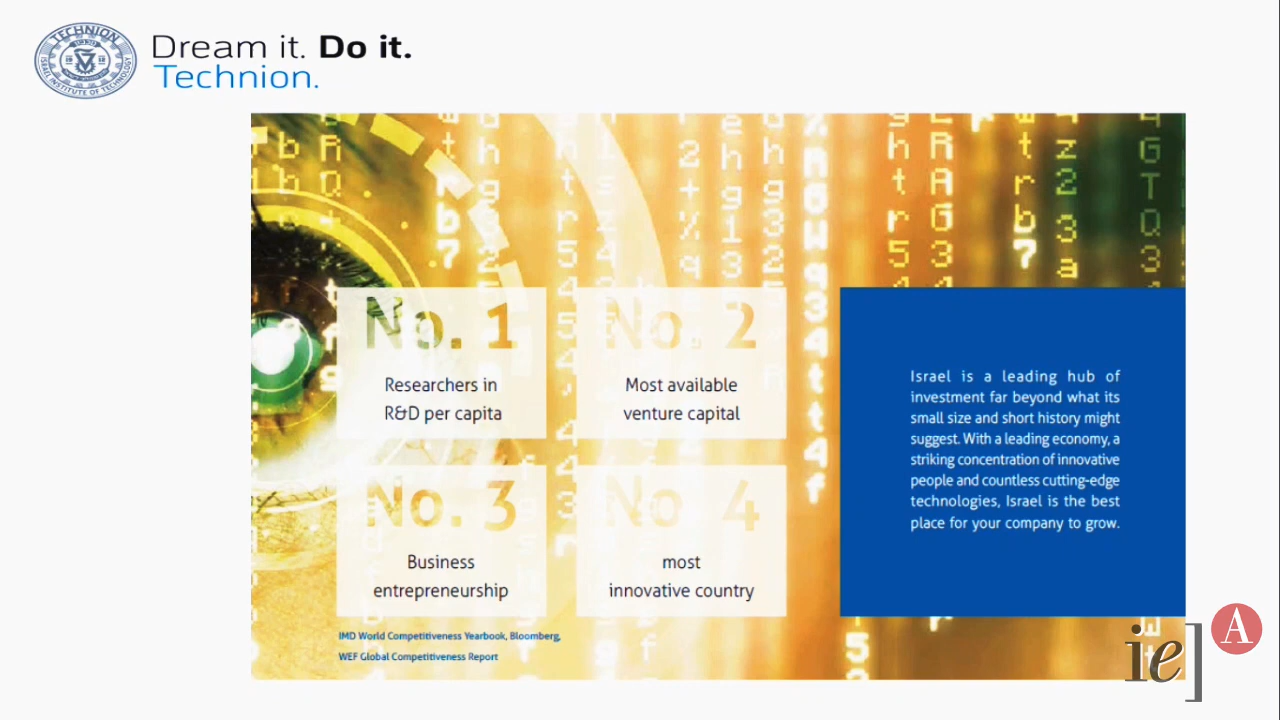 TECHNION
ISRAEL INSTITUTE OF TECHNOLOGY
Dream it. Do it.
Technion.
No. 1
Researchers in
R&D per capita
No. 2
Most available
venture capital
No. 3
Business
entrepreneurship
No. 4
most
innovative country
IMD World Competitiveness Yearbook, Bloomberg,
WEF Global Competitiveness Report
Israel is a leading hub of
investment far beyond what its
small size and short history might
suggest. With a leading economy, a
striking concentration of innovative
people and countless cutting-edge
technologies, Israel is the best
place for your company to grow.
ie]
A